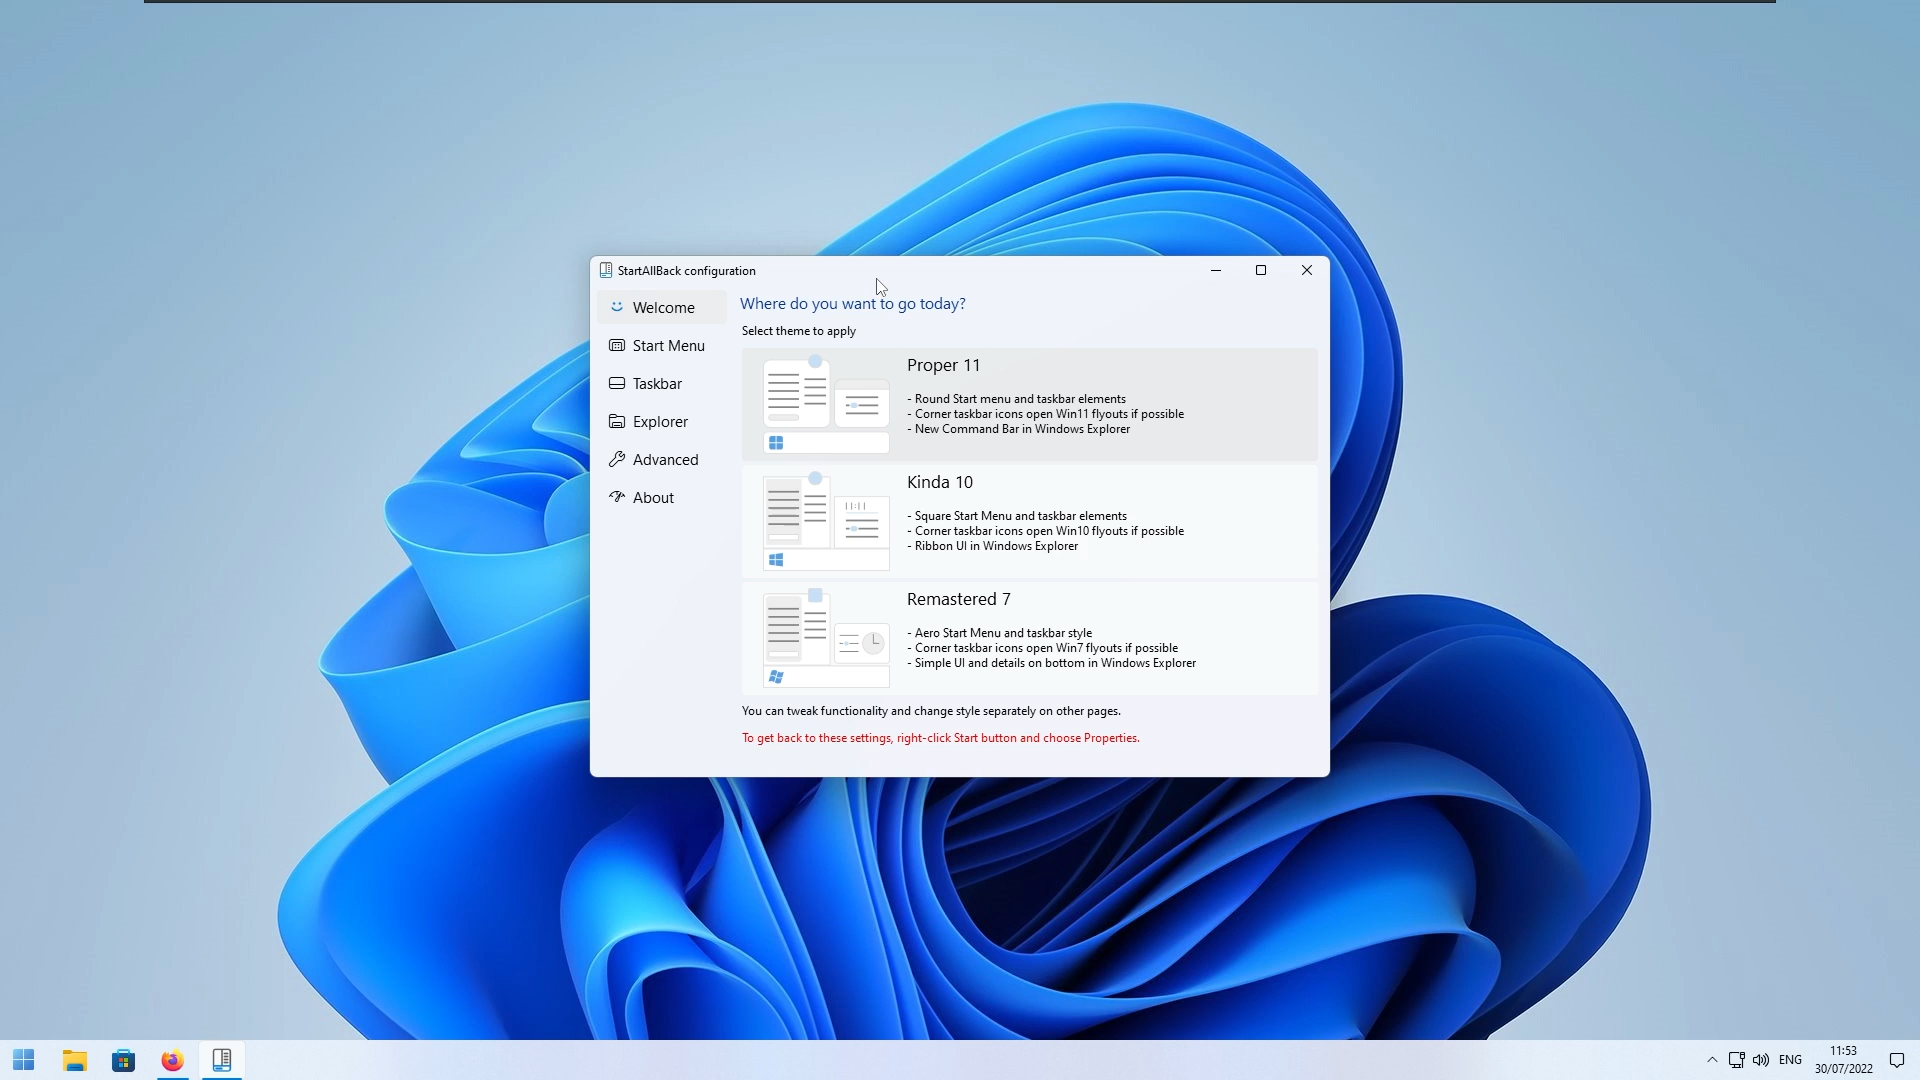 StartAllBack configuration
Welcome
Start Menu
Taskbar
Explorer
Advanced
About
Where do you want to go today?
Select theme to apply
Proper 11
- Round Start menu and taskbar elements
- Corner taskbar icons open Win11 flyouts if possible
- New Command Bar in Windows Explorer
Kinda 10
- Square Start Menu and taskbar elements
- Corner taskbar icons open Win10 flyouts if possible
- Ribbon UI in Windows Explorer
11:11
Remastered 7
- Aero Start Menu and taskbar style
- Corner taskbar icons open Win7 flyouts if possible
- Simple UI and details on bottom in Windows Explorer
You can tweak functionality and change style separately on other pages.
To get back to these settings, right-click Start button and choose Properties.
ENG
11:53
30/07/2022